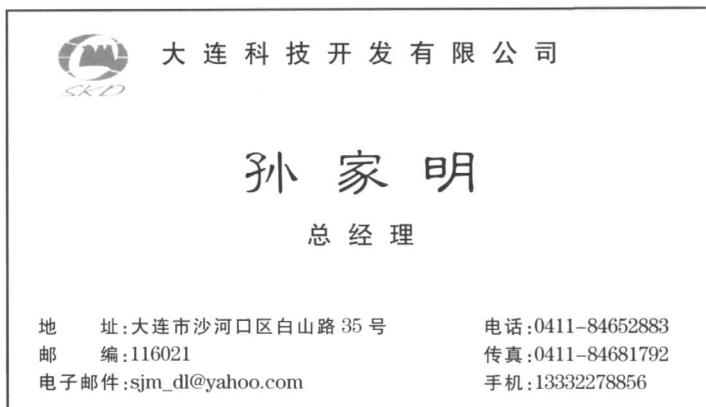 大连科技开发有限公司
SKD
孙家明
总经理
地 址:大连市沙河口区白山路 35 号
电话:0411-84652883
邮 编:116021
传真:0411-84681792
电子邮件:sjm_dl@yahoo.com
手机:13332278856